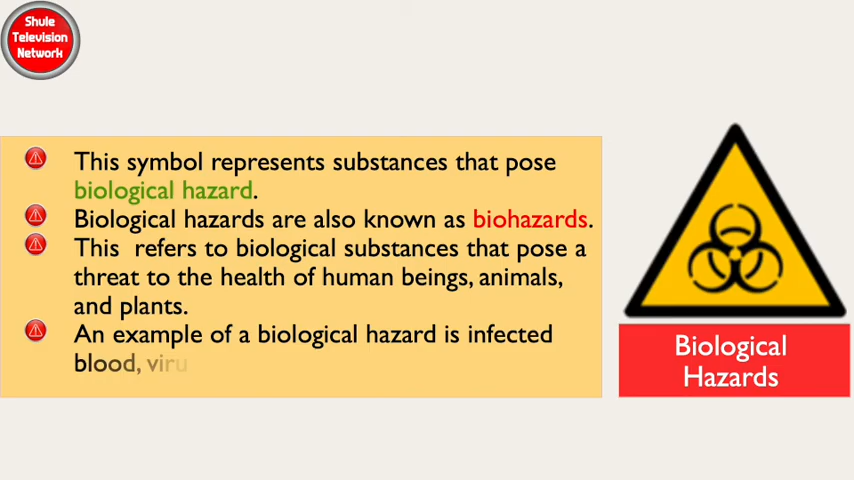 Shule
Television
Network
This symbol represents substances that pose
biological hazard.
Biological hazards are also known as biohazards.
This refers to biological substances that pose a
threat to the health of human beings, animals,
and plants.
An example of a biological hazard is infected
blood, viru
Biological
Hazards